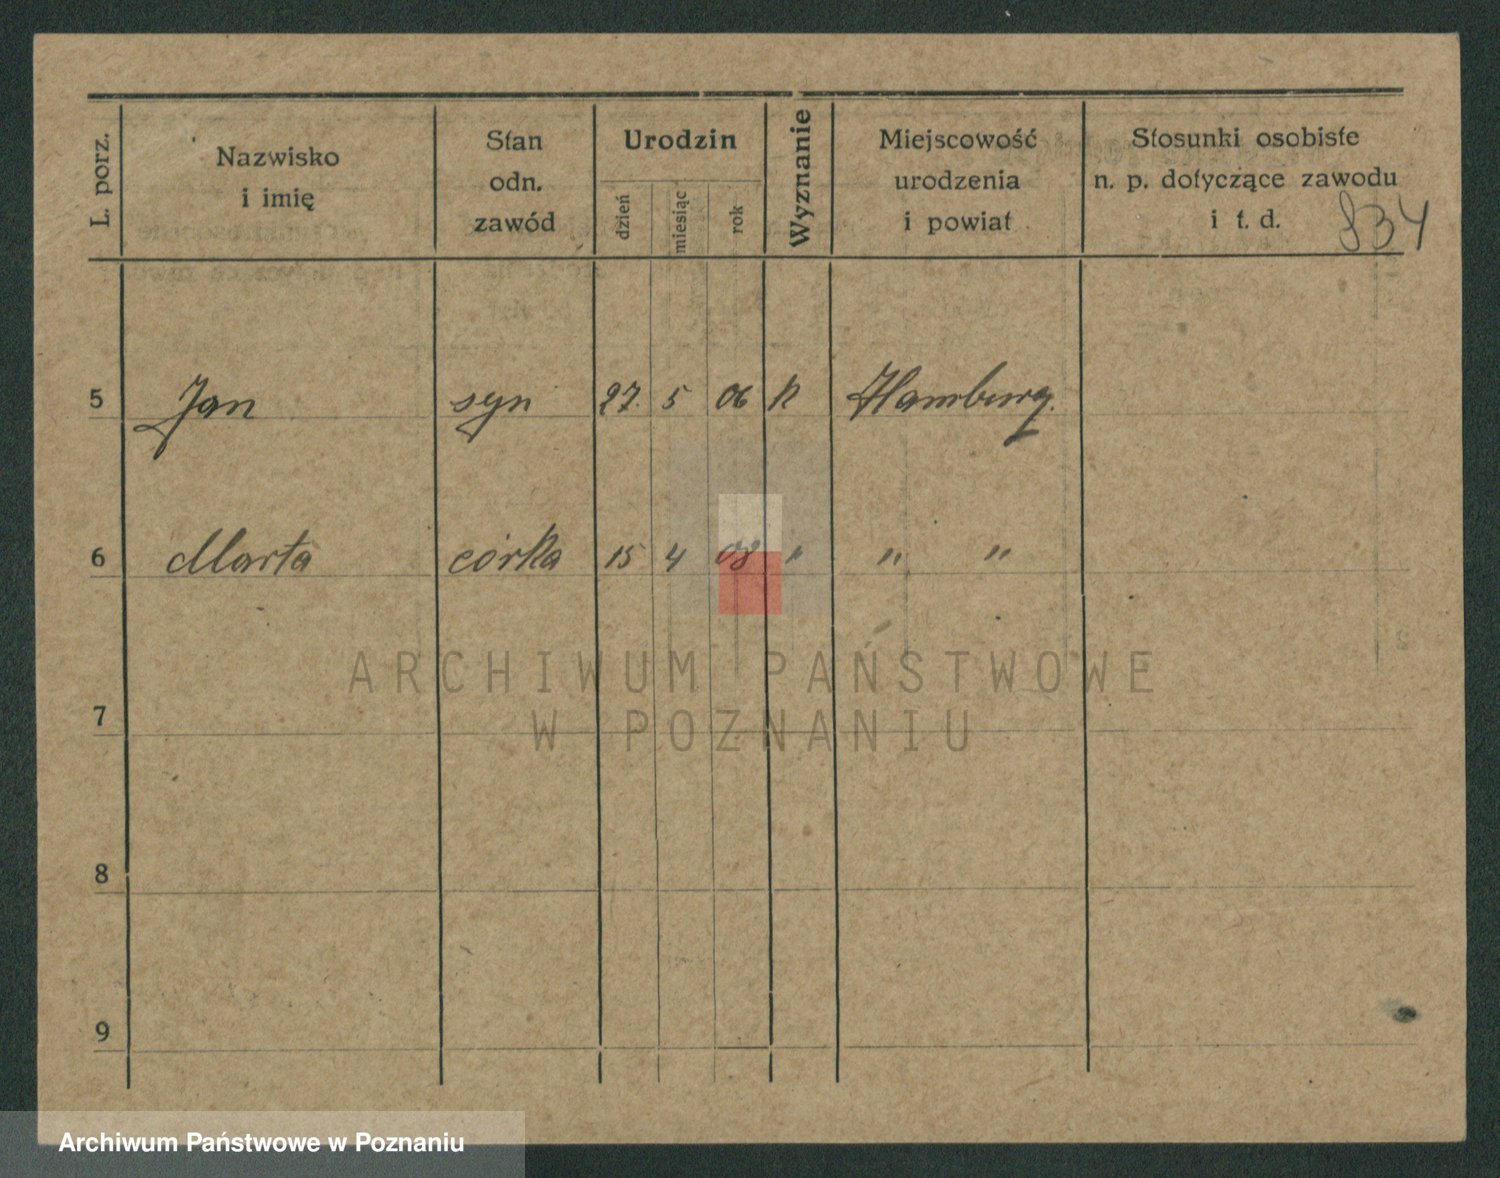 L. porz.
Nazwisko
i imię
Stan
odn.
zawód
Urodzin
dzień
miesiąc
rok
Wyznanie
Miejscowość
urodzenia
i powiat
Stosunki osobiste
n. p. dotyczące zawodu
i t. d.
834
5 Jan syn 27. 5 06 k Hamburg.
6 Marta córka 15 4 08 " " "
7
8
9
ARCHIWUM PAŃSTWOWE
W POZNANIU
Archiwum Państwowe w Poznaniu